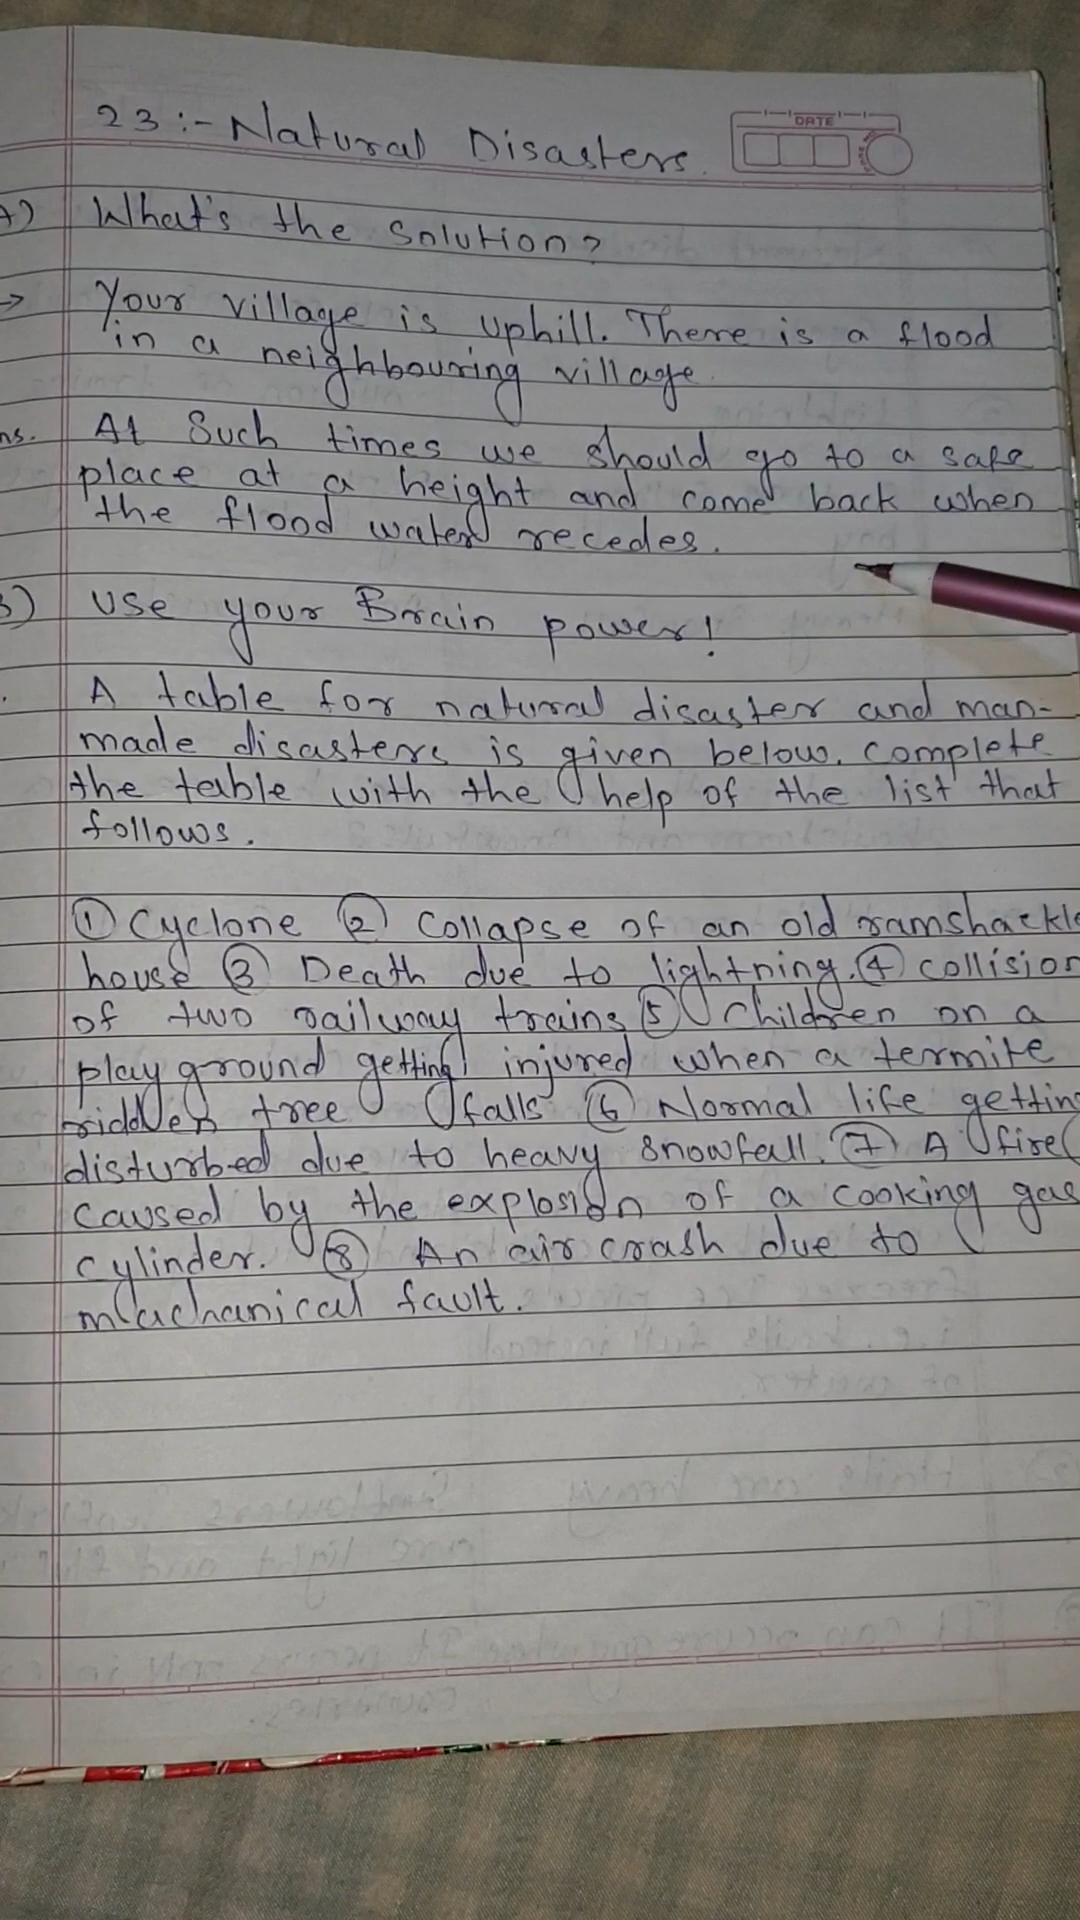 23:- Natural Disasters.
DATE
A) What's the Solution?
→ Your village is uphill. There is a flood
in a neighbouring village.
ns. At Such times we should go to a safe
place at a height and come back when
the flood water recedes.
B) Use your Brain power!
A table for natural disaster and man-
made disasters is given below. complete
the table with the help of the list that
follows.
① Cyclone ② Collapse of an old ramshackle
house ③ Death due to lightning. ④ collision
of two railway trains ⑤ Children on a
play ground getting injured when a termite
ridden tree falls ⑥ Normal life getting
disturbed due to heavy snowfall. ⑦ A fire
caused by the explosion of a cooking gas
cylinder. ⑧ An air crash due to
machanical fault.